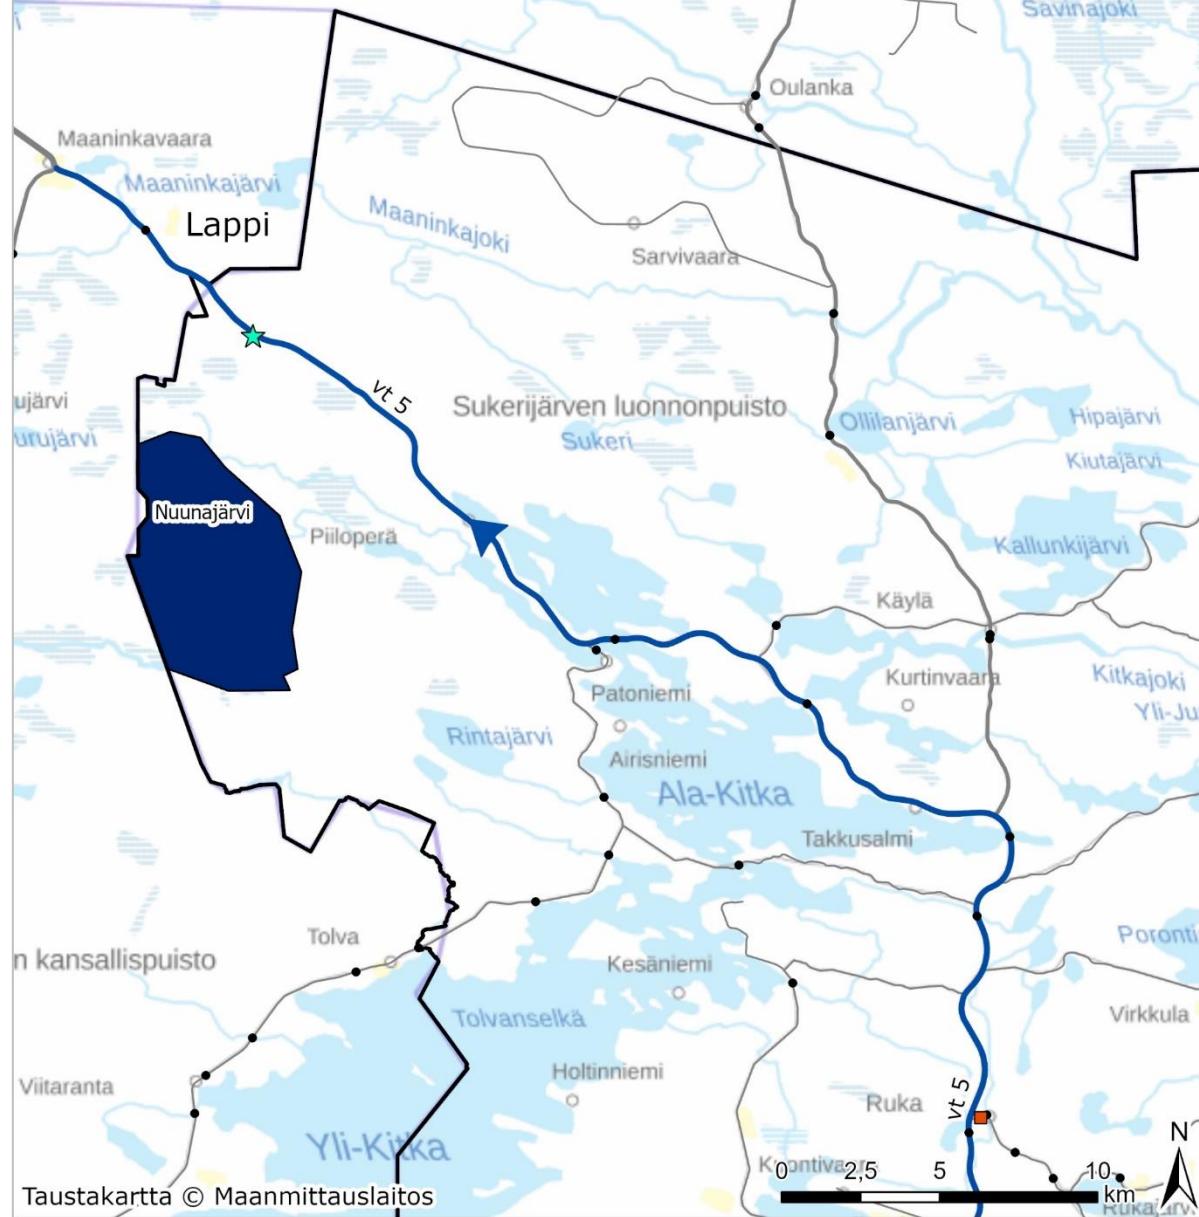 Savinajoki
Oulanka
Maaninkavaara
Maaninkajärvi
Lappi
Maaninkajoki
Sarvivaara
vt 5
ujärvi
urujärvi
Sukerijärven luonnonpuisto
Sukeri
Ollilanjärvi
Hipajärvi
Kiutajärvi
Nuunajärvi
Piiloperä
Kallunkijärvi
Käylä
Kurtinvaara
Kitkajoki
Yli-Ju
Patoniemi
Rintajärvi
Airisniemi
Ala-Kitka
Takkusalmi
Tolva
n kansallispuisto
Kesäniemi
Poronti
Tolvanselkä
Virkkula
Viitaranta
Holtinniemi
Ruka
vt 5
Yli-Kitka
N
0 2,5 5 10
km
Taustakartta © Maanmittauslaitos
Rukajärvi